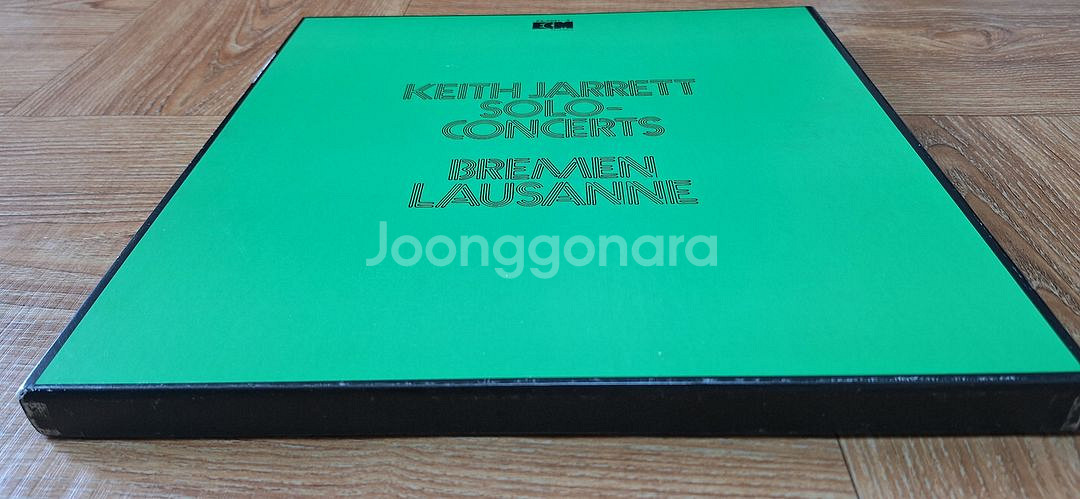 ECM
KEITH JARRETT
SOLO-
CONCERTS
BREMEN
LAUSANNE
Joonggonara